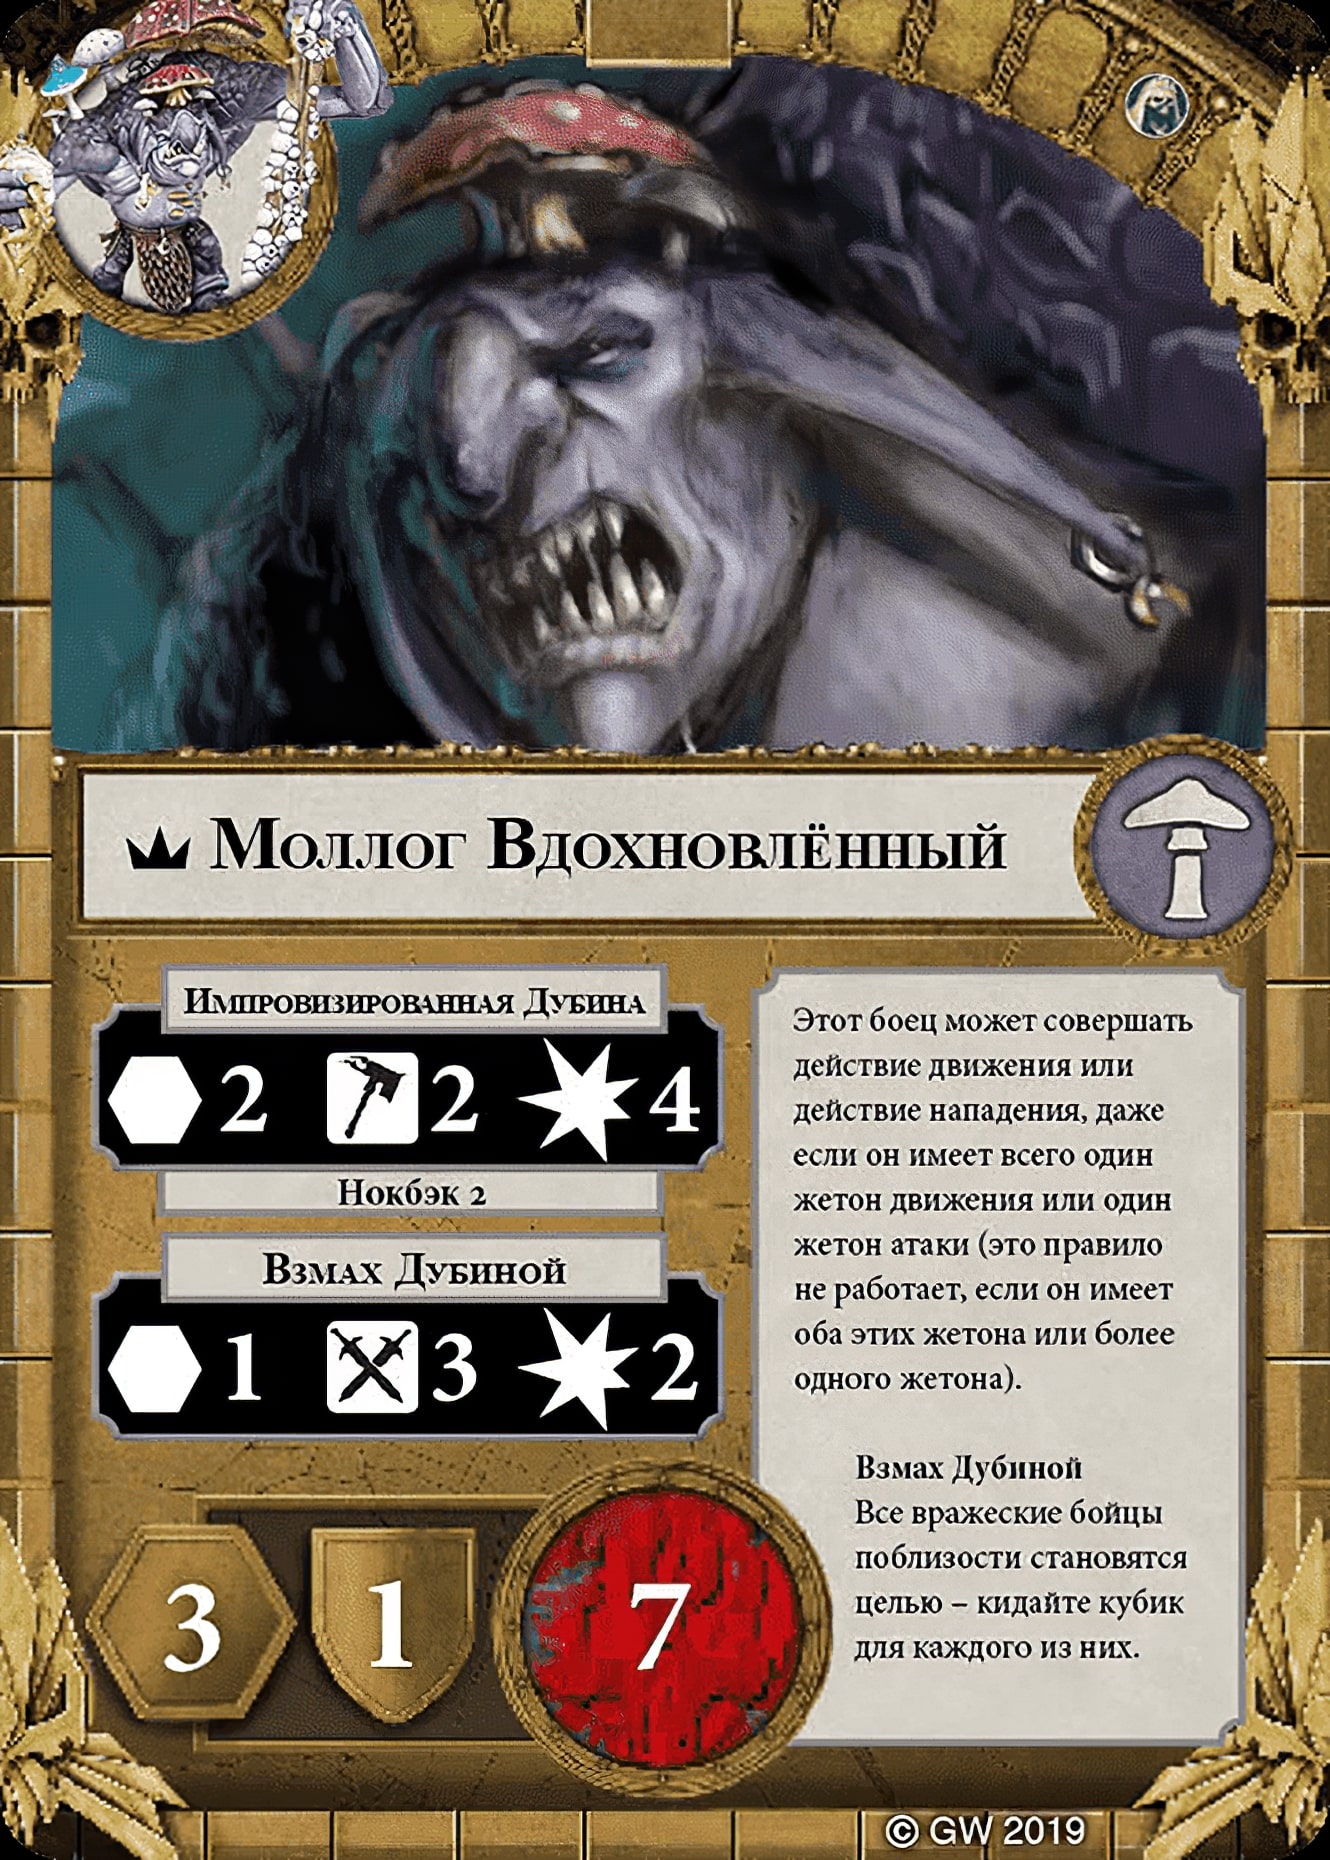 Моллог Вдохновлённый
Импровизированная Дубина
2 2 4
Нокбэк 2
Взмах Дубиной
1 3 2
3 1 7
Этот боец может совершать
действие движения или
действие нападения, даже
если он имеет всего один
жетон движения или один
жетон атаки (это правило
не работает, если он имеет
оба этих жетона или более
одного жетона).
Взмах Дубиной
Все вражеские бойцы
поблизости становятся
целью – кидайте кубик
для каждого из них.
© GW 2019